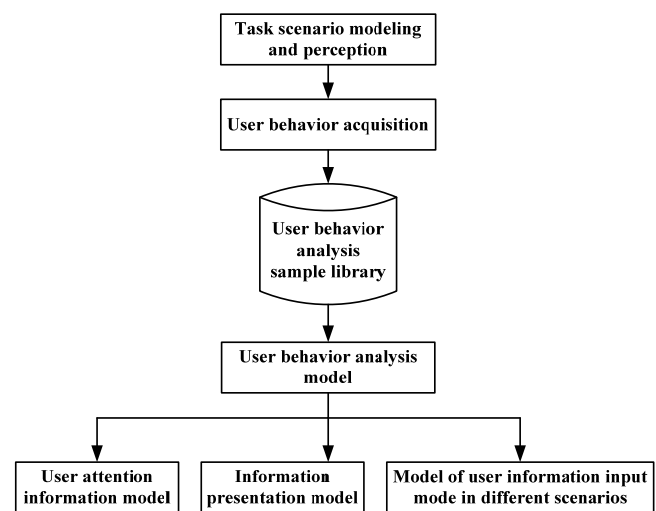 Task scenario modeling
and perception
User behavior acquisition
User behavior
analysis
sample library
User behavior analysis
model
User attention
information model
Information
presentation model
Model of user information input
mode in different scenarios